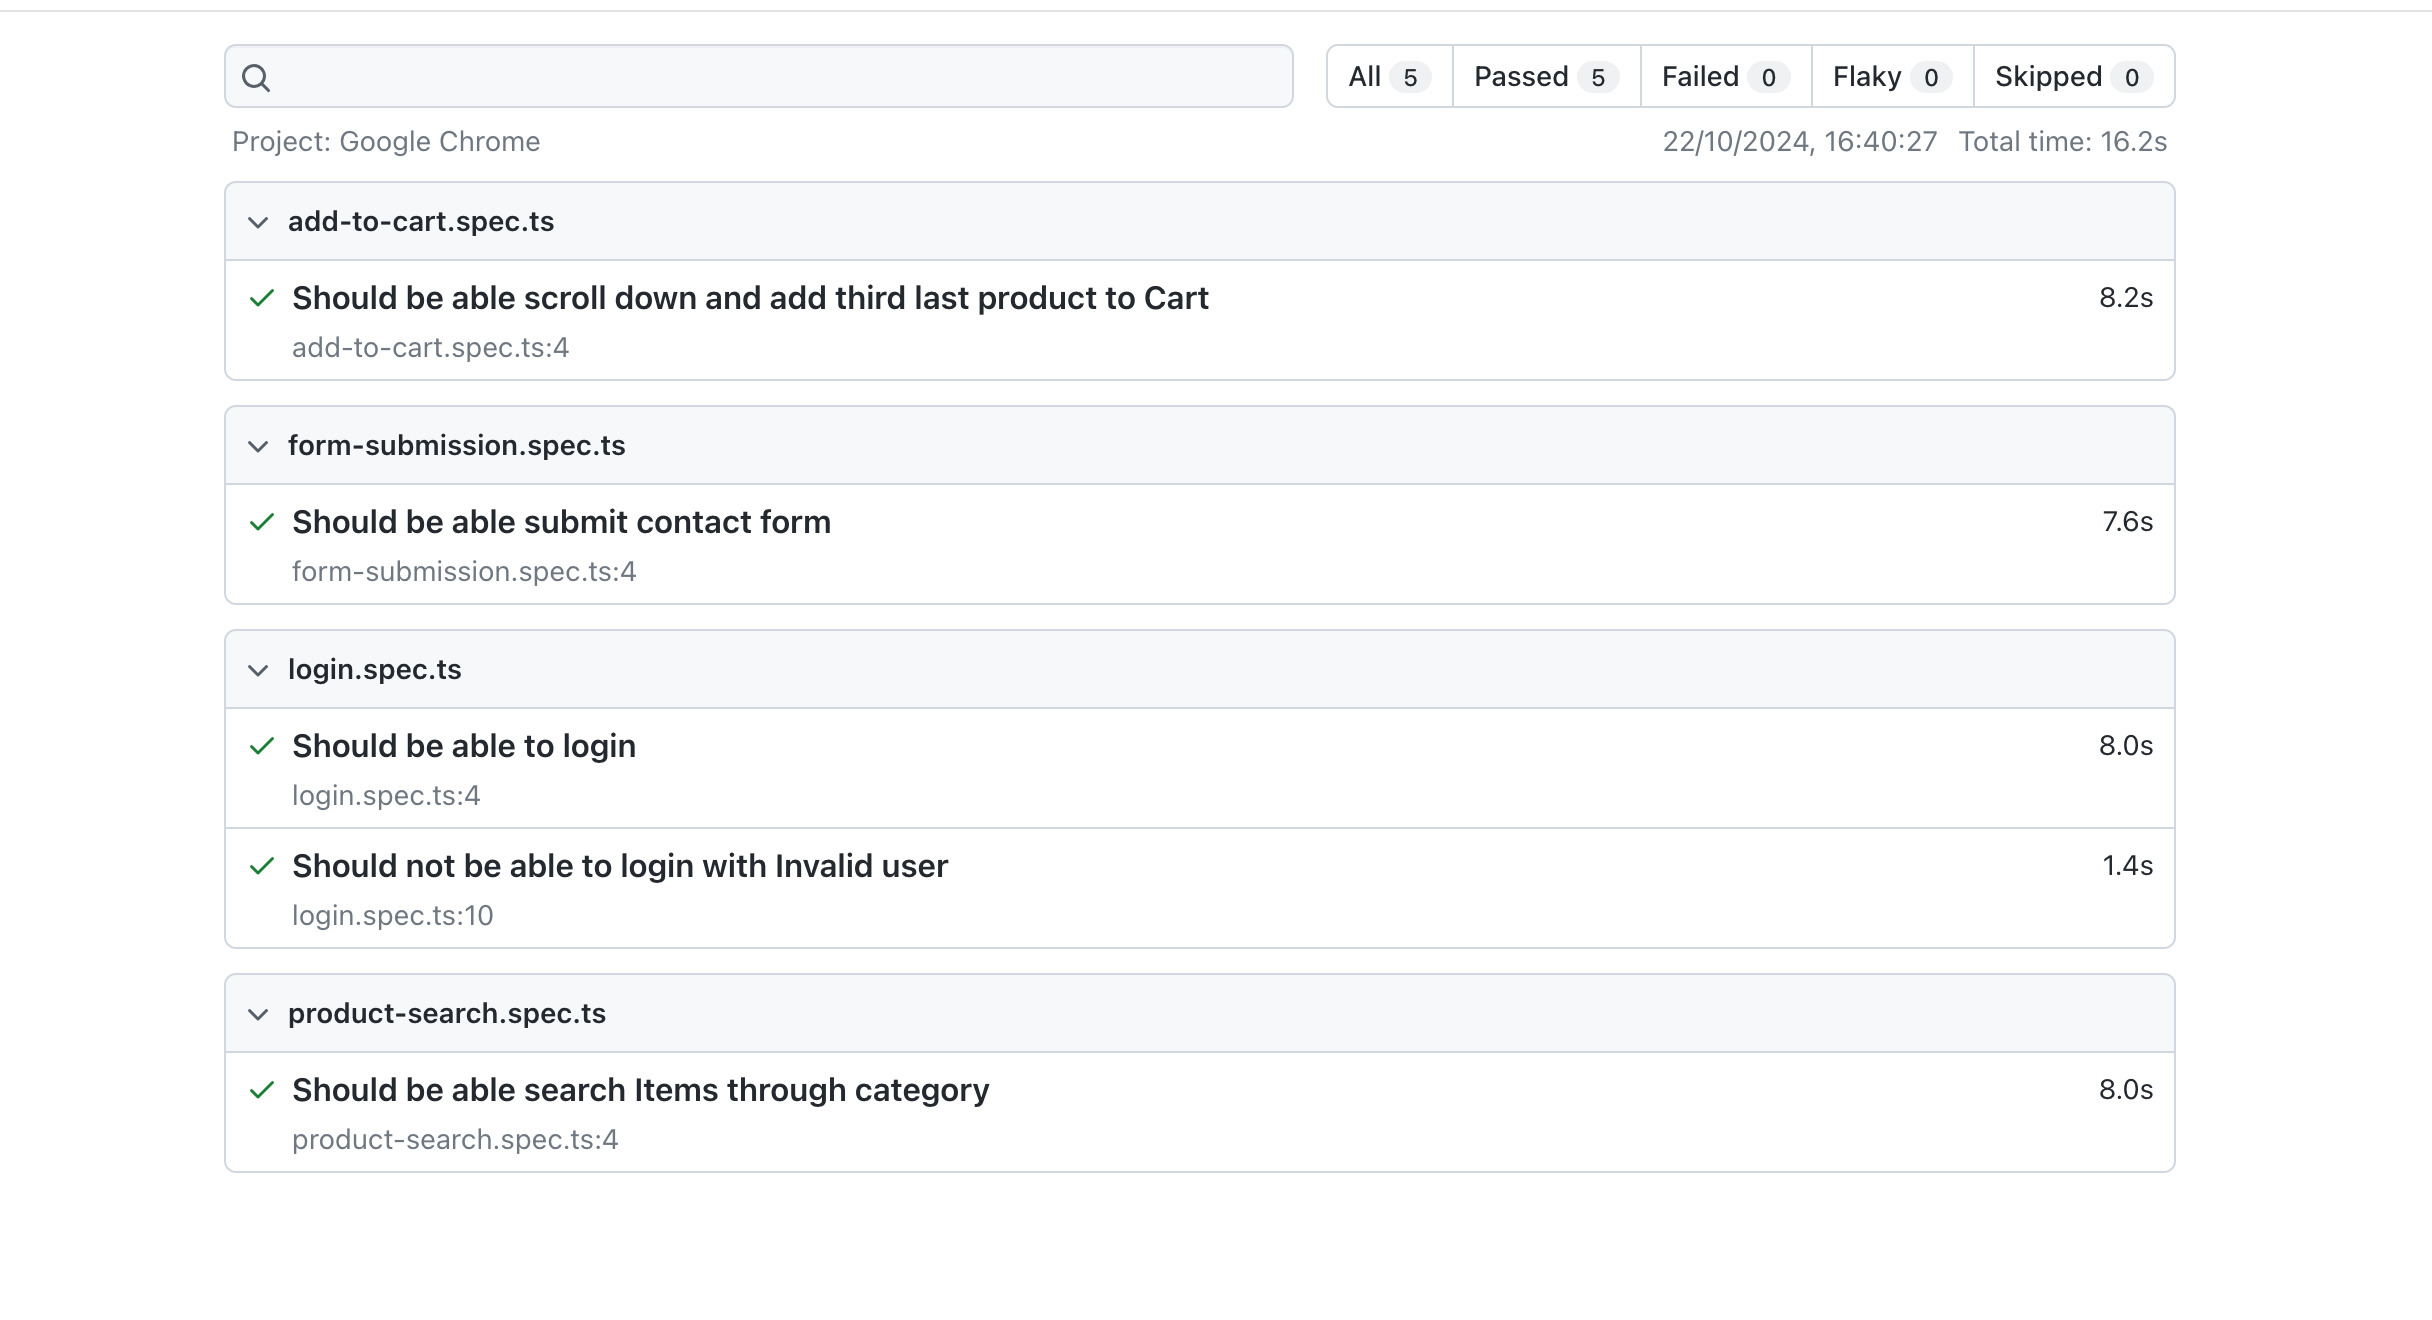 All 5 Passed 5 Failed 0 Flaky 0 Skipped 0
Project: Google Chrome 22/10/2024, 16:40:27 Total time: 16.2s
add-to-cart.spec.ts
Should be able scroll down and add third last product to Cart 8.2s
add-to-cart.spec.ts:4
form-submission.spec.ts
Should be able submit contact form 7.6s
form-submission.spec.ts:4
login.spec.ts
Should be able to login 8.0s
login.spec.ts:4
Should not be able to login with Invalid user 1.4s
login.spec.ts:10
product-search.spec.ts
Should be able search Items through category 8.0s
product-search.spec.ts:4